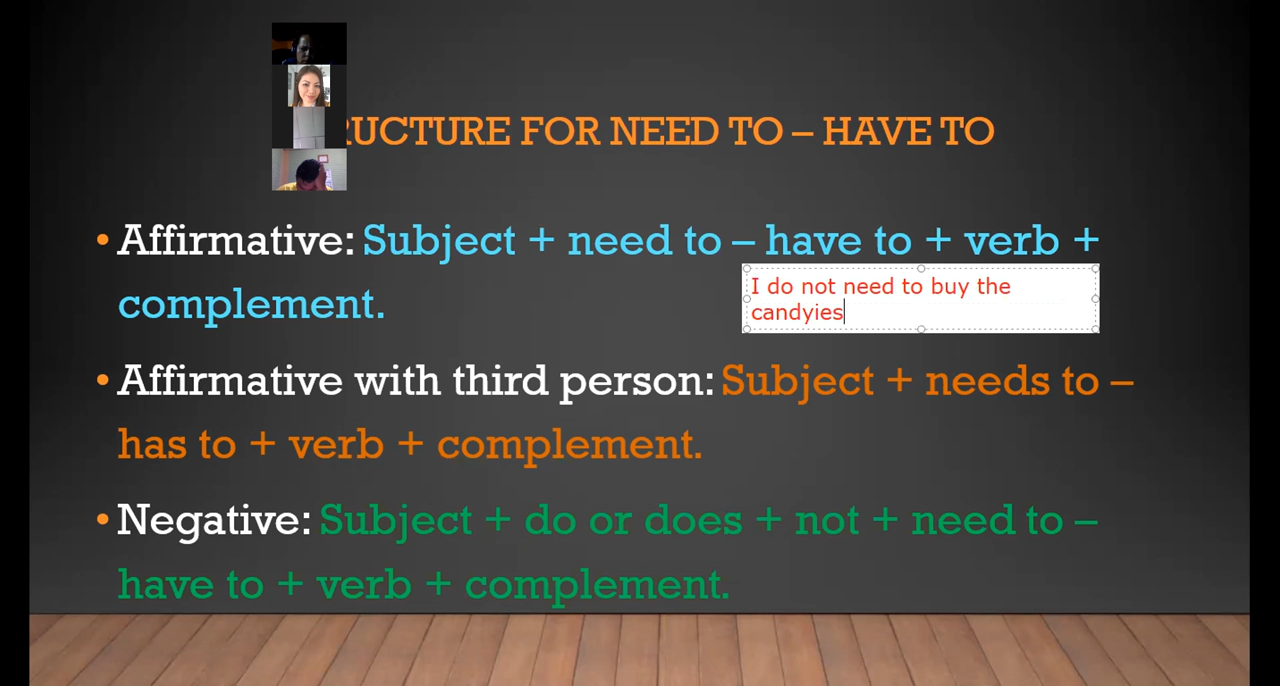 RUCTURE FOR NEED TO – HAVE TO
• Affirmative: Subject + need to – have to + verb +
complement.
I do not need to buy the
candyies
• Affirmative with third person: Subject + needs to –
has to + verb + complement.
• Negative: Subject + do or does + not + need to –
have to + verb + complement.